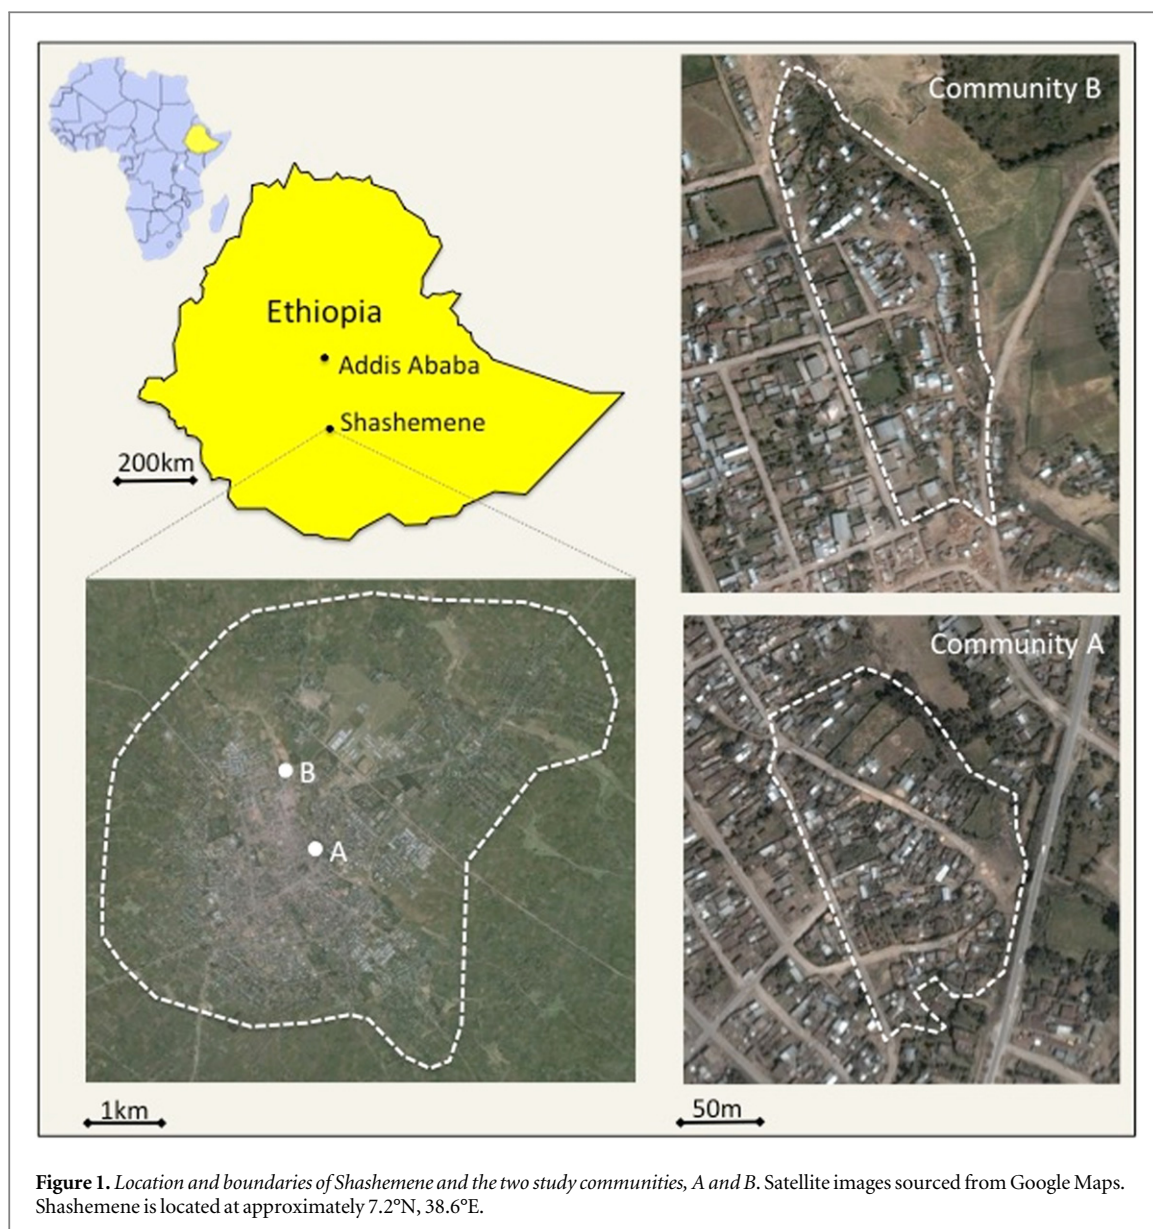 Community B
Ethiopia
Addis Ababa
Shashemene
200km
B
A
1km
Community A
50m
Figure 1. Location and boundaries of Shashemene and the two study communities, A and B. Satellite images sourced from Google Maps.
Shashemene is located at approximately 7.2°N, 38.6°E.